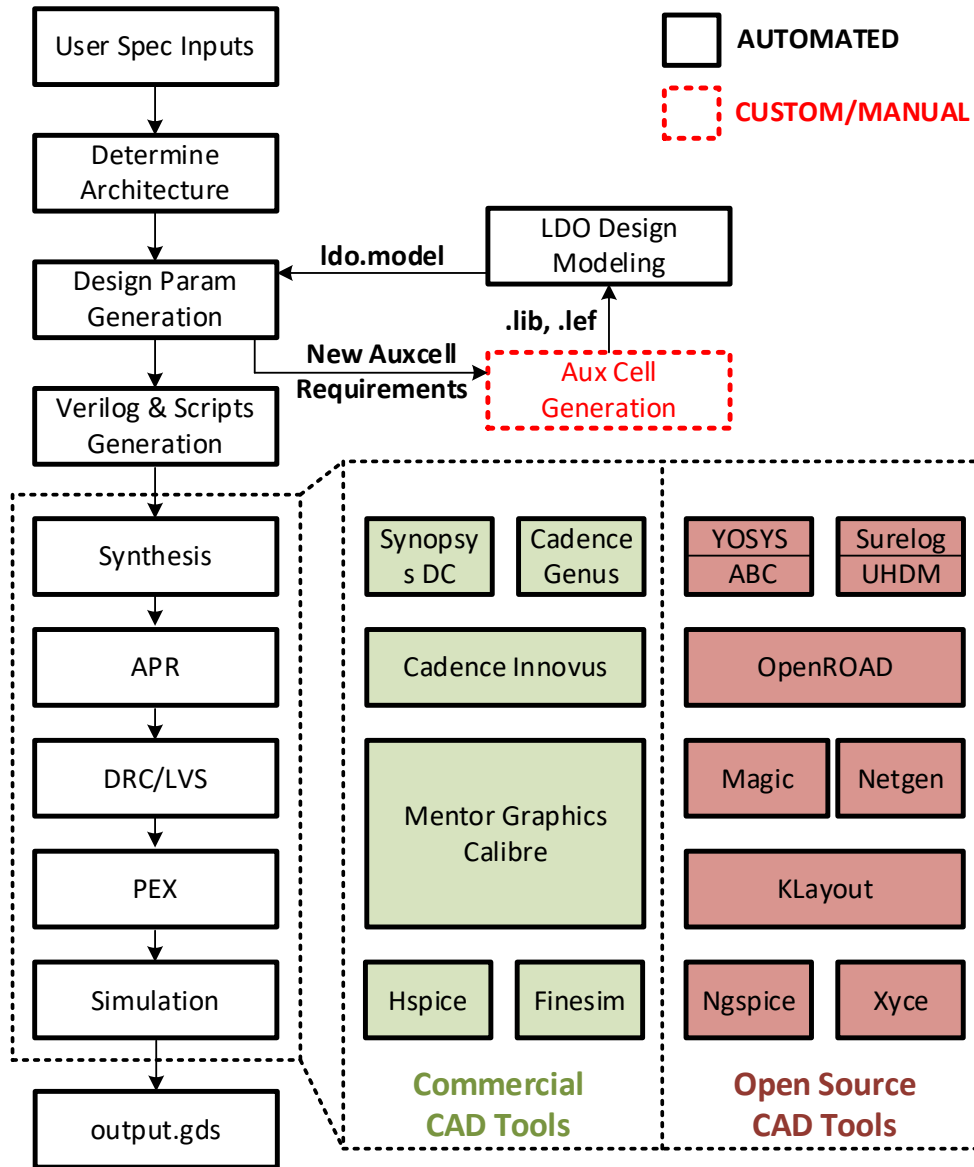 User Spec Inputs
AUTOMATED
CUSTOM/MANUAL
Determine
Architecture
LDO Design
Modeling
ldo.model
Design Param
Generation
.lib, .lef
New Auxcell
Requirements
Aux Cell
Generation
Verilog & Scripts
Generation
Synthesis
Synopsy
s DC
Cadence
Genus
YOSYS
ABC
Surelog
UHDM
APR
Cadence Innovus
OpenROAD
DRC/LVS
Mentor Graphics
Calibre
Magic
Netgen
PEX
KLayout
Simulation
Hspice
Finesim
Ngspice
Xyce
output.gds
Commercial
CAD Tools
Open Source
CAD Tools